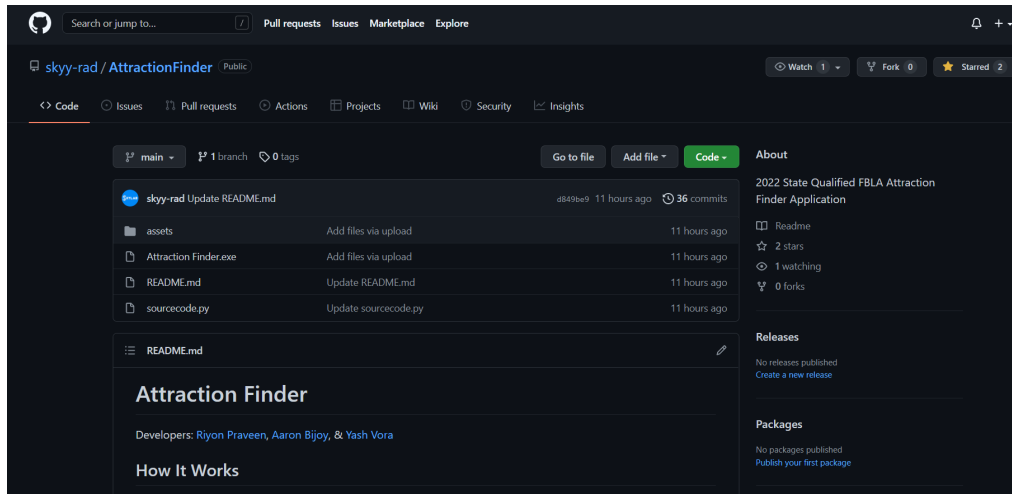 Search or jump to... /
Pull requests Issues Marketplace Explore
skyy-rad / AttractionFinder Public
Watch 1 Fork 0 Starred 2
Code Issues Pull requests Actions Projects Wiki Security Insights
main 1 branch 0 tags Go to file Add file Code
skyy-rad Update README.md d849be9 11 hours ago 36 commits
assets Add files via upload 11 hours ago
Attraction Finder.exe Add files via upload 11 hours ago
README.md Update README.md 11 hours ago
sourcecode.py Update sourcecode.py 11 hours ago
README.md
Attraction Finder
Developers: Riyon Praveen, Aaron Bijoy, & Yash Vora
How It Works
About
2022 State Qualified FBLA Attraction
Finder Application
Readme
2 stars
1 watching
0 forks
Releases
No releases published
Create a new release
Packages
No packages published
Publish your first package